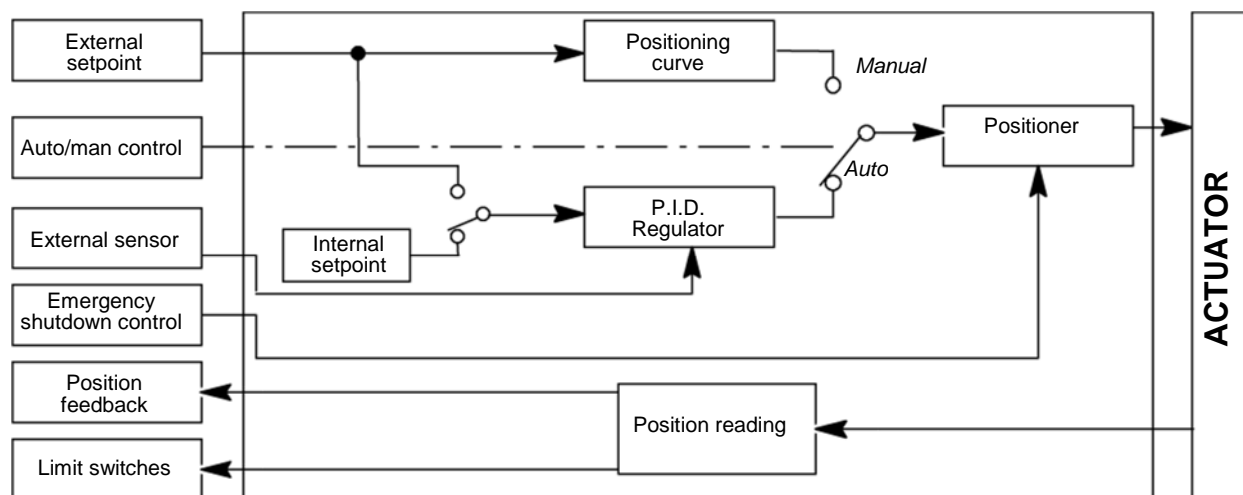 External
setpoint
Positioning
curve
Manual
Auto/man control
Positioner
Auto
External sensor
P.I.D.
Regulator
Internal
setpoint
Emergency
shutdown control
ACTUATOR
Position
feedback
Position reading
Limit switches